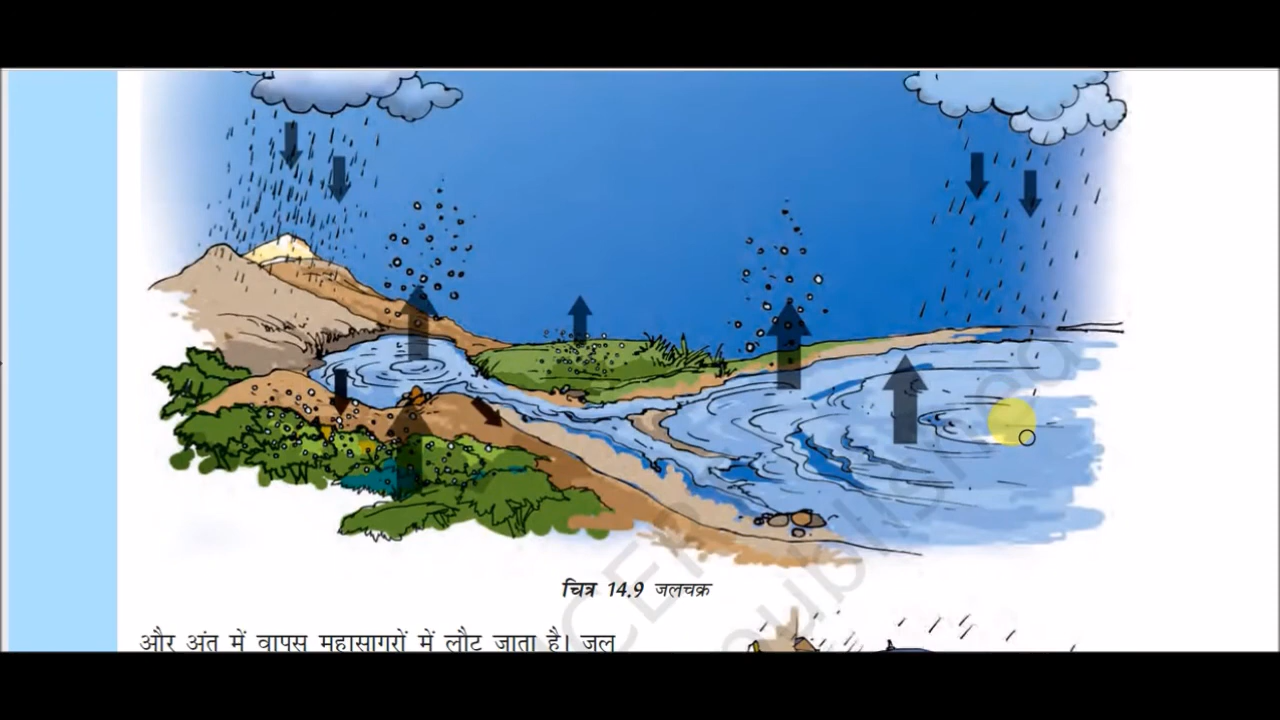 चित्र 14.9 जलचक्र
और अंत में वापस महासागरों में लौट जाता है। जल